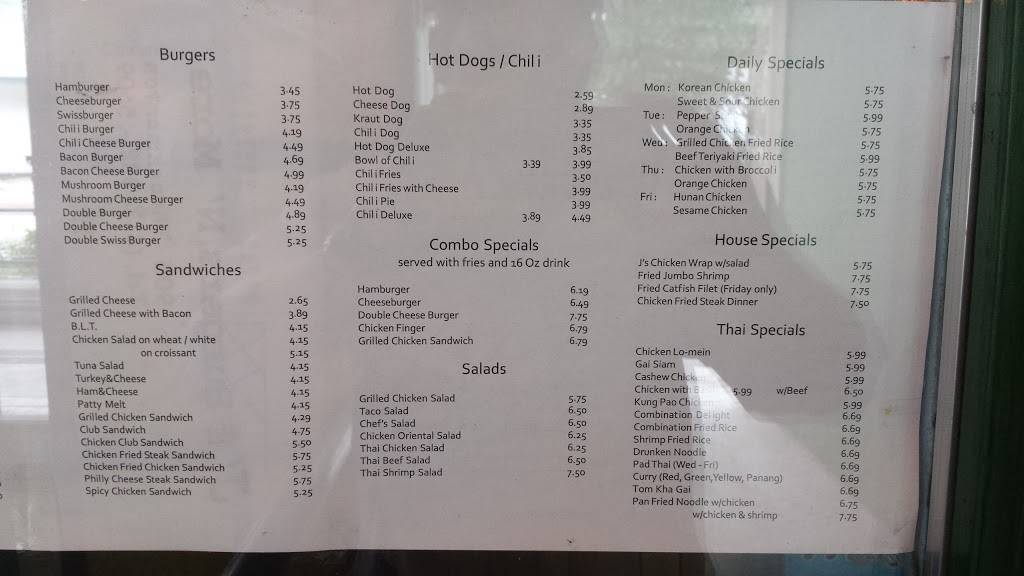 Burgers
Hamburger 3.45
Cheeseburger 3.75
Swissburger 3.75
Chili Burger 4.19
Chili Cheese Burger 4.49
Bacon Burger 4.69
Bacon Cheese Burger 4.99
Mushroom Burger 4.19
Mushrom Cheese Burger 4.49
Double Burger 4.89
Double Cheese Burger 5.25
Double Swiss Burger 5.25
Sandwiches
Grilled Cheese 2.65
Grilled Cheese with Bacon 3.89
B.L.T. 4.15
Chicken Salad on wheat / white 4.15
on croissant 5.15
Tuna Salad 4.15
Turkey&Cheese 4.15
Ham&Cheese 4.15
Patty Melt 4.15
Grilled Chicken Sandwich 4.29
Club Sandwich 4.75
Chicken Club Sandwich 5.50
Chicken Fried Steak Sandwich 5.75
Chicken Fried Chicken Sandwich 5.25
Philly Cheese Steak Sandwich 5.75
Spicy Chicken Sandwich 5.25
Hot Dogs / Chili
Hot Dog 2.59
Cheese Dog 2.89
Kraut Dog 3.35
Chili Dog 3.35
Hot Dog Deluxe 3.85
Bowl of Chili 3.39 3.99
Chili Fries 3.50
Chili Fries with Cheese 3.99
Chili Pie 3.99
Chili Deluxe 3.89 4.49
Combo Specials
served with fries and 16 Oz drink
Hamburger 6.19
Cheeseburger 6.49
Double Cheese Burger 7.75
Chicken Finger 6.79
Grilled Chicken Sandwich 6.79
Salads
Grilled Chicken Salad 5.75
Taco Salad 6.50
Chef's Salad 6.50
Chicken Oriental Salad 6.25
Thai Chicken Salad 6.25
Thai Beef Salad 6.50
Thai Shrimp Salad 7.50
Daily Specials
Mon: Korean Chicken 5.75
Sweet & Sour Chicken 5.75
Tue: Pepper 5.99
Orange Chicken 5.75
Wed: Grilled Chicken Fried Rice 5.75
Beef Teriyaki Fried Rice 5.99
Thu: Chicken with Broccoli 5.75
Orange Chicken 5.75
Fri: Hunan Chicken 5.75
Sesame Chicken 5.75
House Specials
J's Chicken Wrap w/salad 5.75
Fried Jumbo Shrimp 7.75
Fried Catfish Filet (Friday only) 7.75
Chicken Fried Steak Dinner 7.50
Thai Specials
Chicken Lo-mein 5.99
Gai Siam 5.99
Cashew Chicken 5.99
Chicken with 5.99 w/Beef 6.50
Kung Pao Chicken 5.99
Combination Delight 6.69
Combination Fried Rice 6.69
Shrimp Fried Rice 6.69
Drunken Noodle 6.69
Pad Thai (Wed - Fri) 6.69
Curry (Red, Green,Yellow, Panang) 6.69
Tom Kha Gai 6.69
Pan Fried Noodle w/chicken 6.75
w/chicken & shrimp 7.75